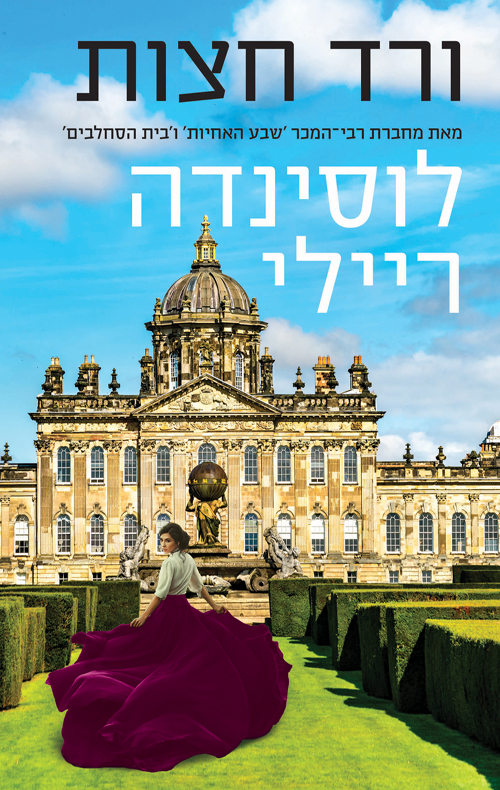 ורד חצות
מאת מחברת רבי־המכר 'שבע האחיות' ו'בית הסחלבים'
לוסינדה
ריילי